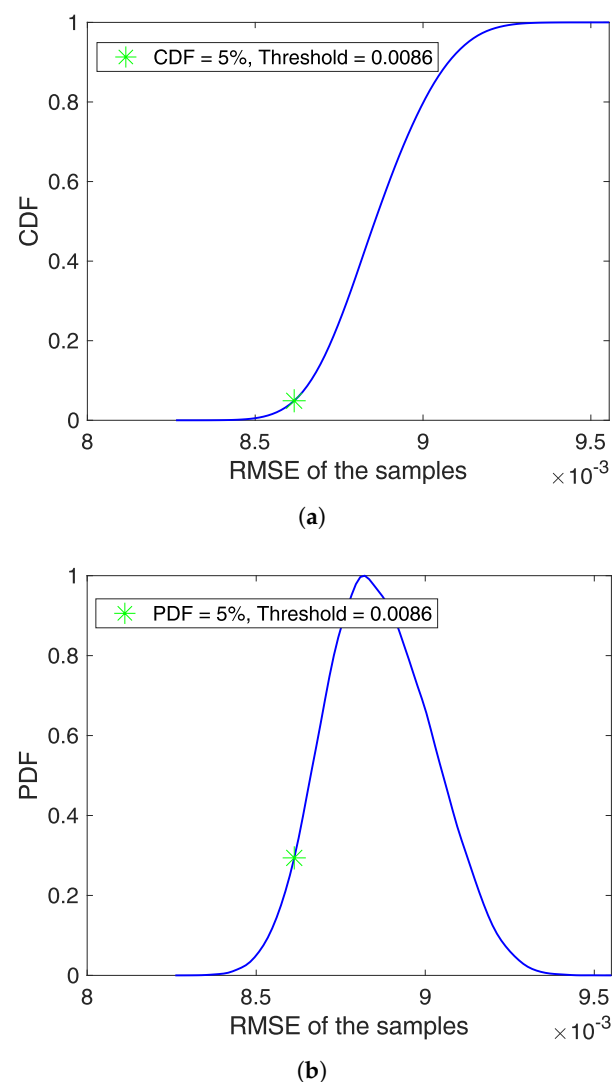 1
CDF = 5%, Threshold = 0.0086
0.8
0.6
CDF
0.4
0.2
0
8 8.5 9 9.5
RMSE of the samples
×10-3
(a)
1
PDF = 5%, Threshold = 0.0086
0.8
0.6
PDF
0.4
0.2
0
8 8.5 9 9.5
RMSE of the samples
×10-3
(b)